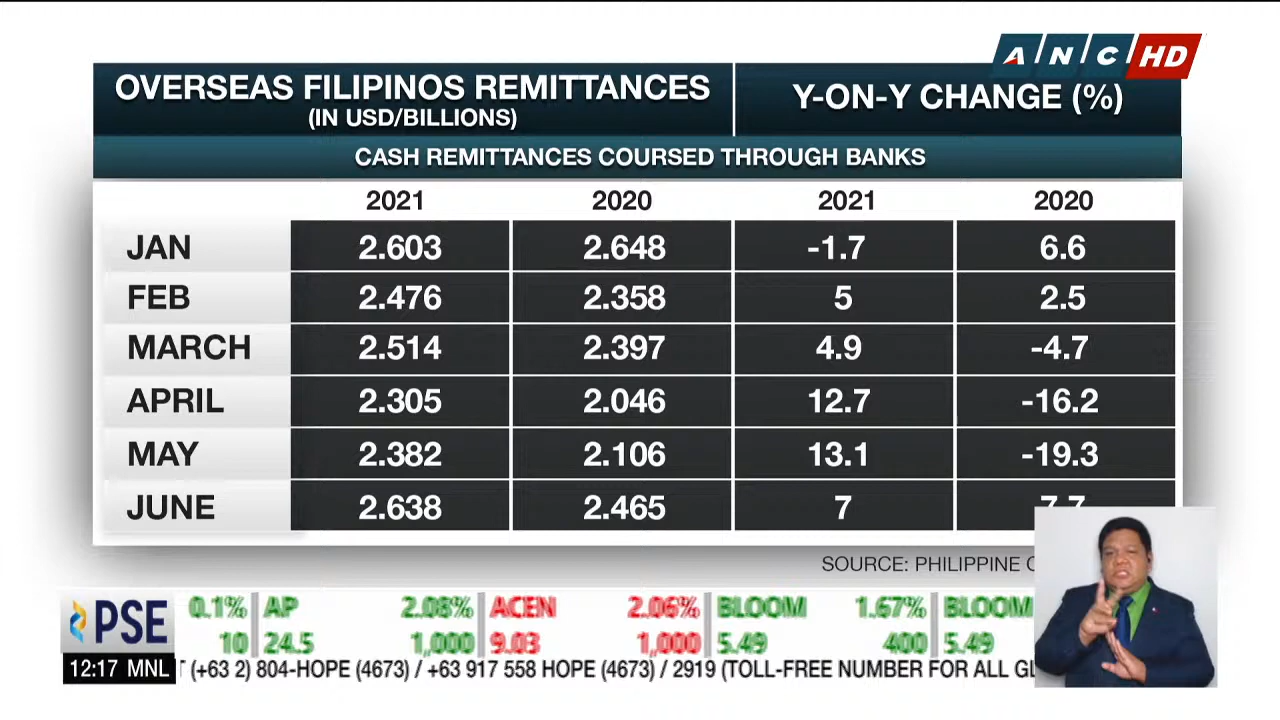 ANC HD
OVERSEAS FILIPINOS REMITTANCES
(IN USD/BILLIONS)
Y-ON-Y CHANGE (%)
CASH REMITTANCES COURSED THROUGH BANKS
2021 2020 2021 2020
JAN 2.603 2.648 -1.7 6.6
FEB 2.476 2.358 5 2.5
MARCH 2.514 2.397 4.9 -4.7
APRIL 2.305 2.046 12.7 -16.2
MAY 2.382 2.106 13.1 -19.3
JUNE 2.638 2.465 7 7.7
SOURCE: PHILIPPINE
PSE 0.1% AP 2.08% ACEN 2.06% BLOOM 1.67% BLOOM
10 24.5 1,000 9.03 1,000 5.49 400 5.49
12:17 MNL (+63 2) 804-HOPE (4673) / +63 917 558 HOPE (4673) / 2919 (TOLL-FREE NUMBER FOR ALL